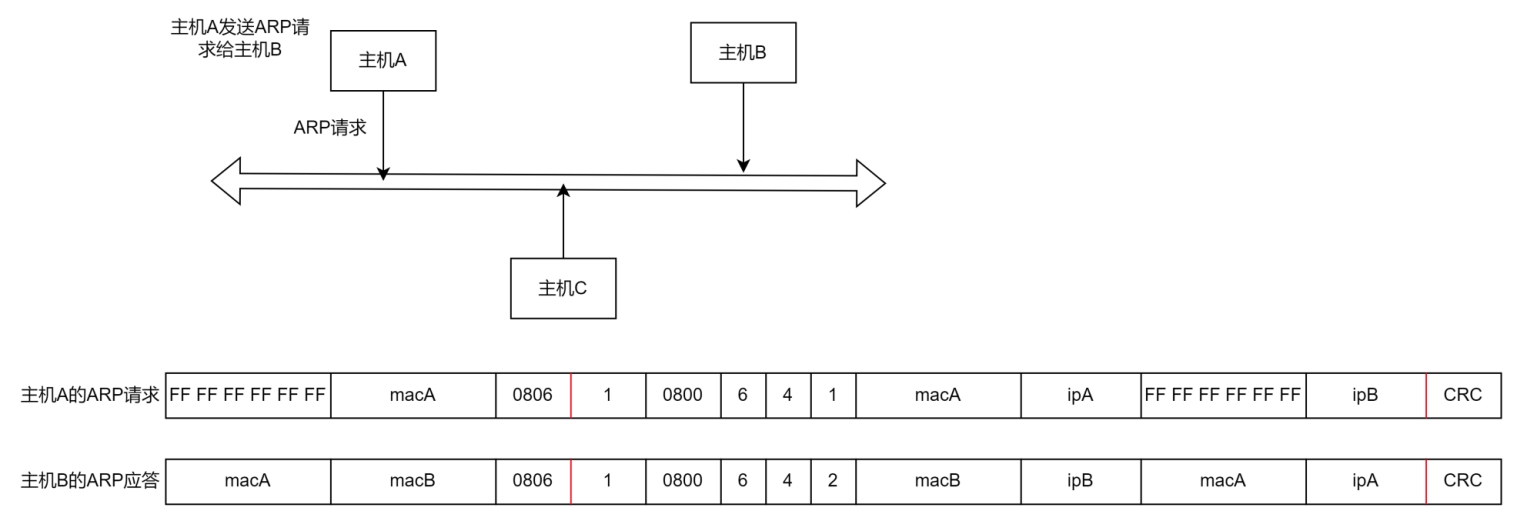 主机A发送ARP请
求给主机B
主机A
主机B
ARP请求
主机C
主机A的ARP请求 FF FF FF FF FF FF macA 0806 1 0800 6 4 1 macA ipA FF FF FF FF FF FF ipB CRC
主机B的ARP应答 macA macB 0806 1 0800 6 4 2 macB ipB macA ipA CRC